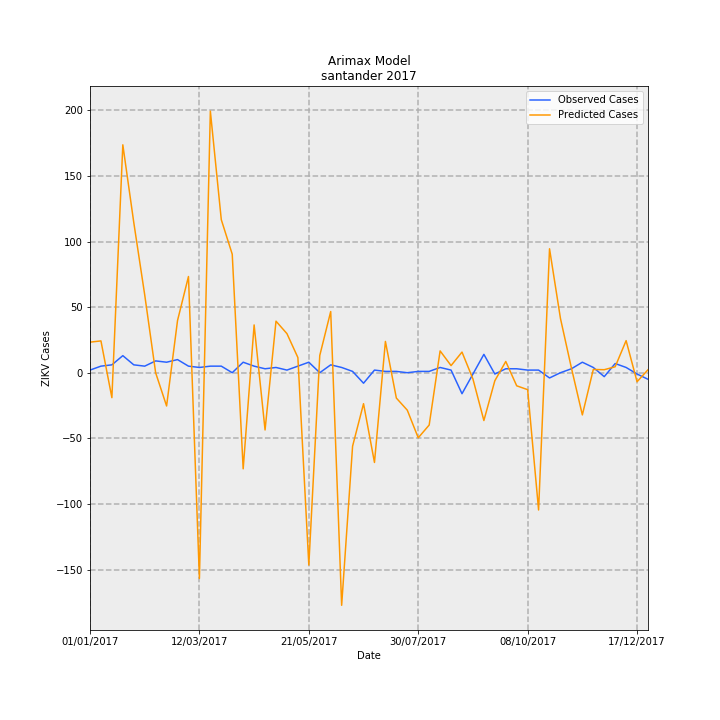 Arimax Model
santander 2017
Observed Cases
Predicted Cases
ZIKV Cases
200
150
100
50
0
−50
−100
−150
01/01/2017 12/03/2017 21/05/2017 30/07/2017 08/10/2017 17/12/2017
Date